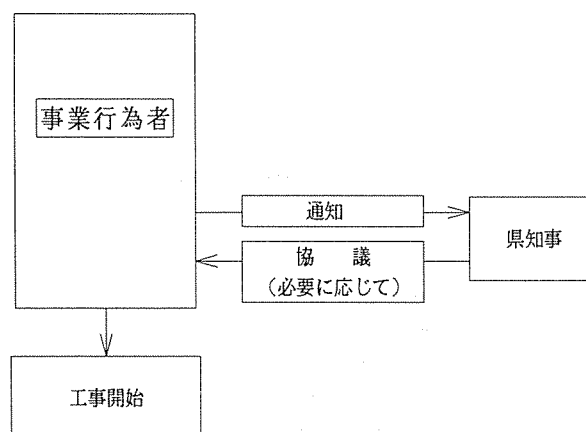 事業行為者
通知
県知事
協　議
（必要に応じて）
工事開始